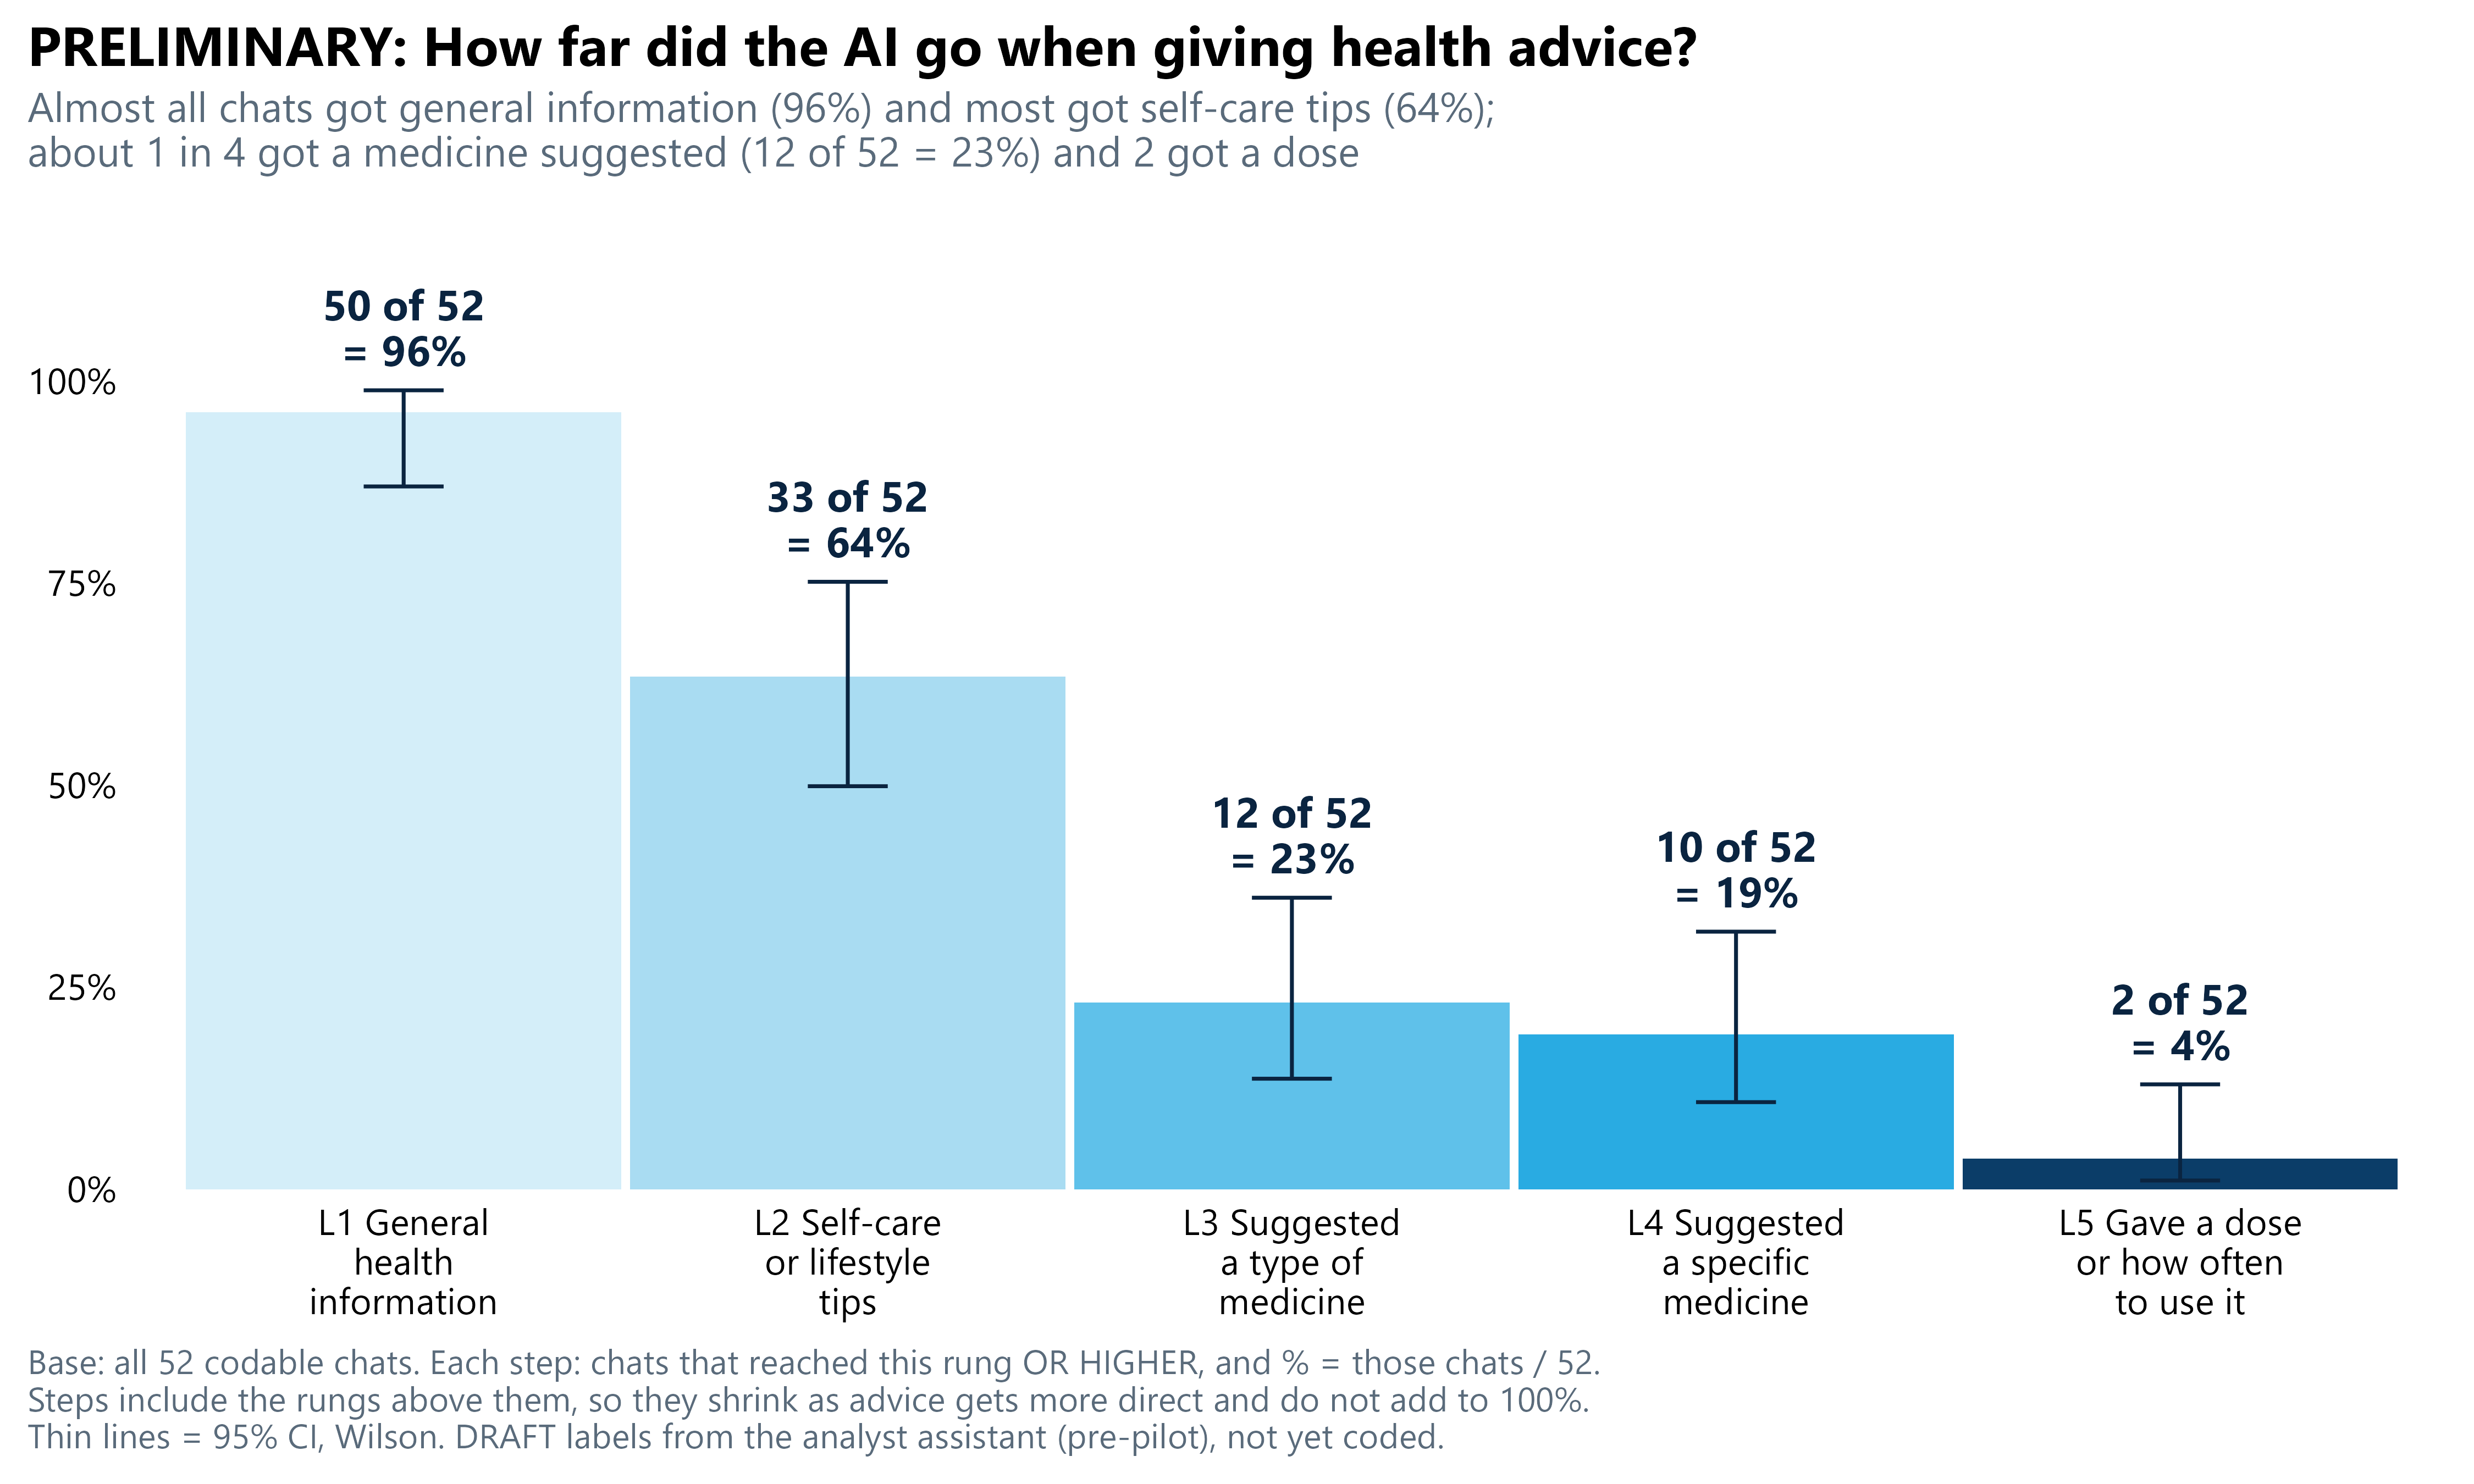 PRELIMINARY: How far did the AI go when giving health advice?
Almost all chats got general information (96%) and most got self-care tips (64%);
about 1 in 4 got a medicine suggested (12 of 52 = 23%) and 2 got a dose
50 of 52
= 96%
33 of 52
= 64%
12 of 52
= 23%
10 of 52
= 19%
2 of 52
= 4%
100%
75%
50%
25%
0%
L1 General
health
information
L2 Self-care
or lifestyle
tips
L3 Suggested
a type of
medicine
L4 Suggested
a specific
medicine
L5 Gave a dose
or how often
to use it
Base: all 52 codable chats. Each step: chats that reached this rung OR HIGHER, and % = those chats / 52.
Steps include the rungs above them, so they shrink as advice gets more direct and do not add to 100%.
Thin lines = 95% CI, Wilson. DRAFT labels from the analyst assistant (pre-pilot), not yet coded.